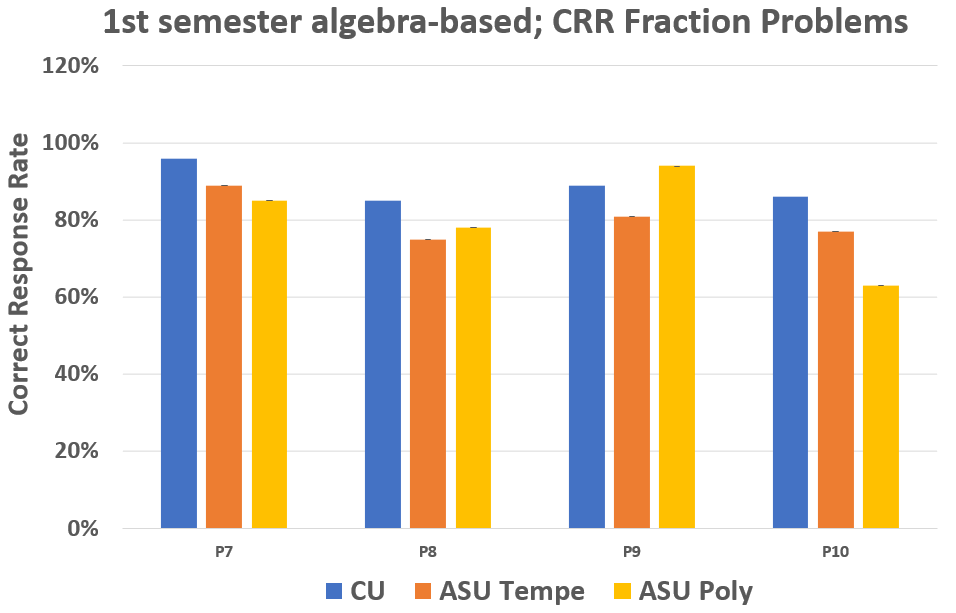 1st semester algebra-based; CRR Fraction Problems
120%
100%
80%
60%
40%
20%
0%
Correct Response Rate
P7 P8 P9 P10
CU ASU Tempe ASU Poly